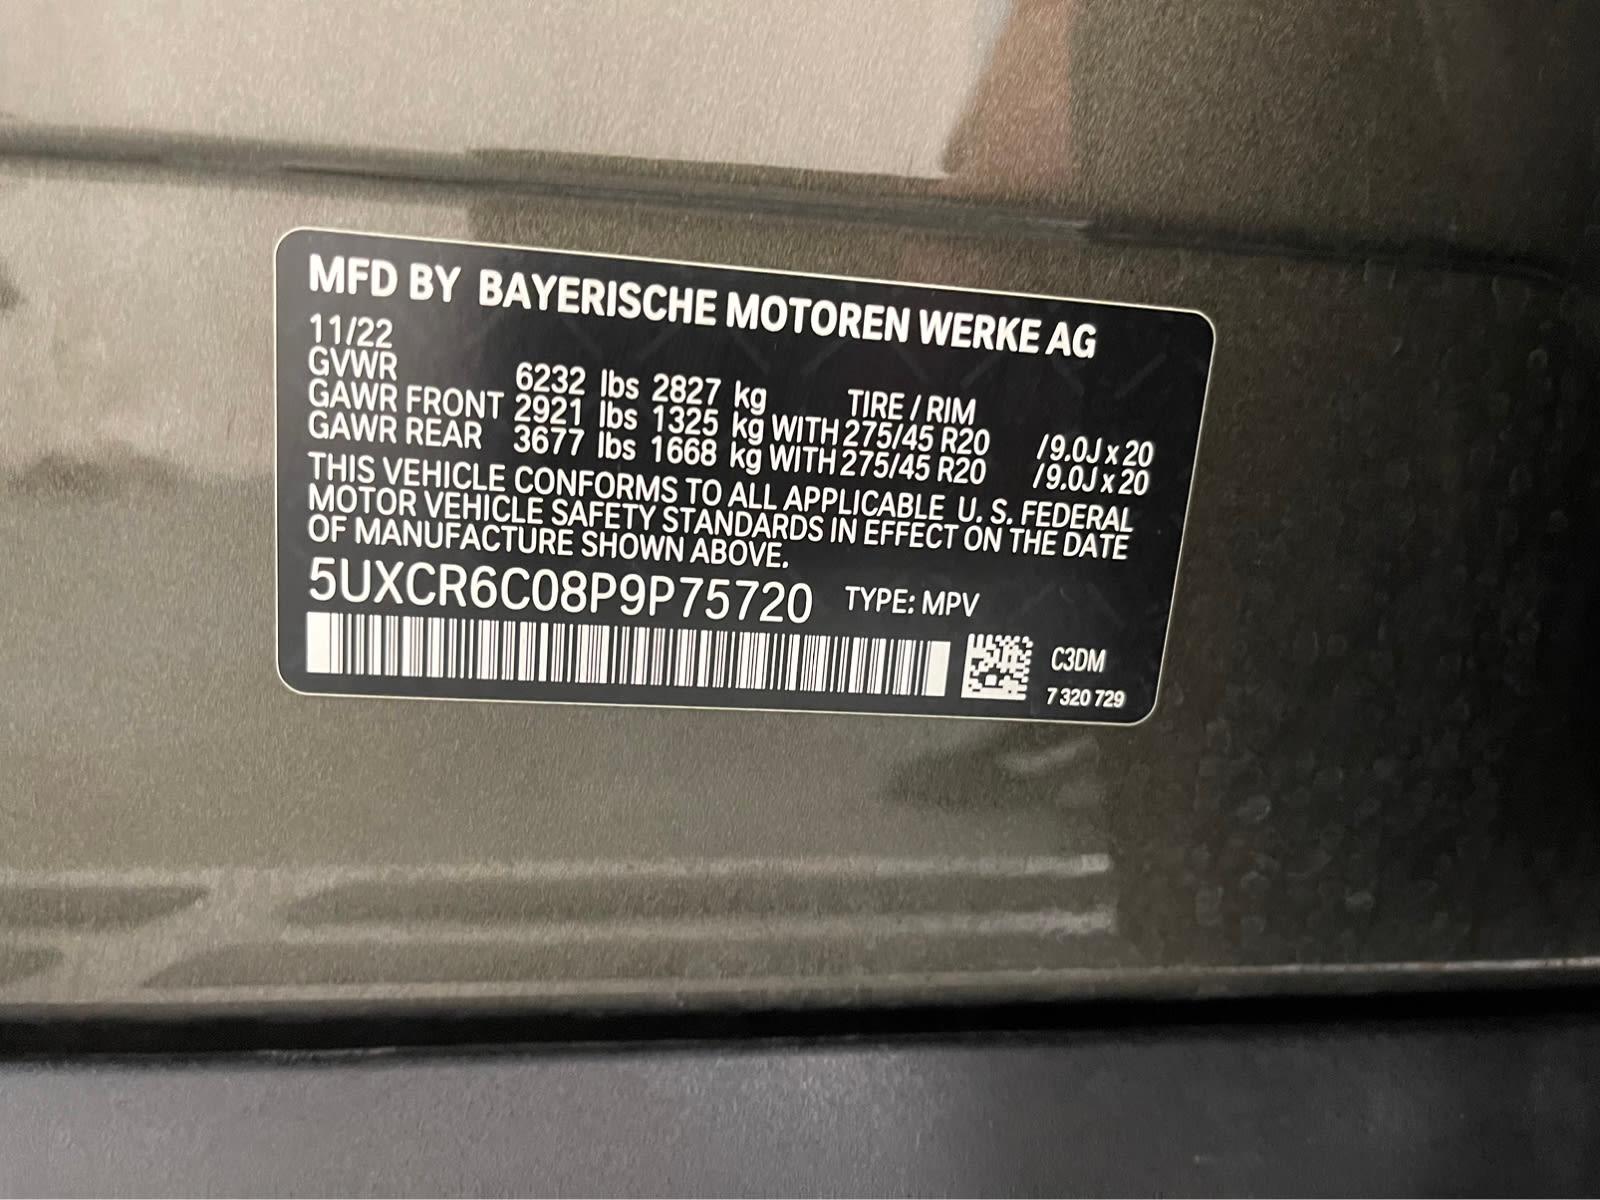 MFD BY BAYERISCHE MOTOREN WERKE AG
11/22
GVWR 6232 lbs 2827 kg TIRE / RIM
GAWR FRONT 2921 lbs 1325 kg WITH 275/45 R20 / 9.0J x 20
GAWR REAR 3677 lbs 1668 kg WITH 275/45 R20 / 9.0J x 20
THIS VEHICLE CONFORMS TO ALL APPLICABLE U. S. FEDERAL
MOTOR VEHICLE SAFETY STANDARDS IN EFFECT ON THE DATE
OF MANUFACTURE SHOWN ABOVE.
5UXCR6C08P9P75720 TYPE: MPV
C3DM
7 320 729